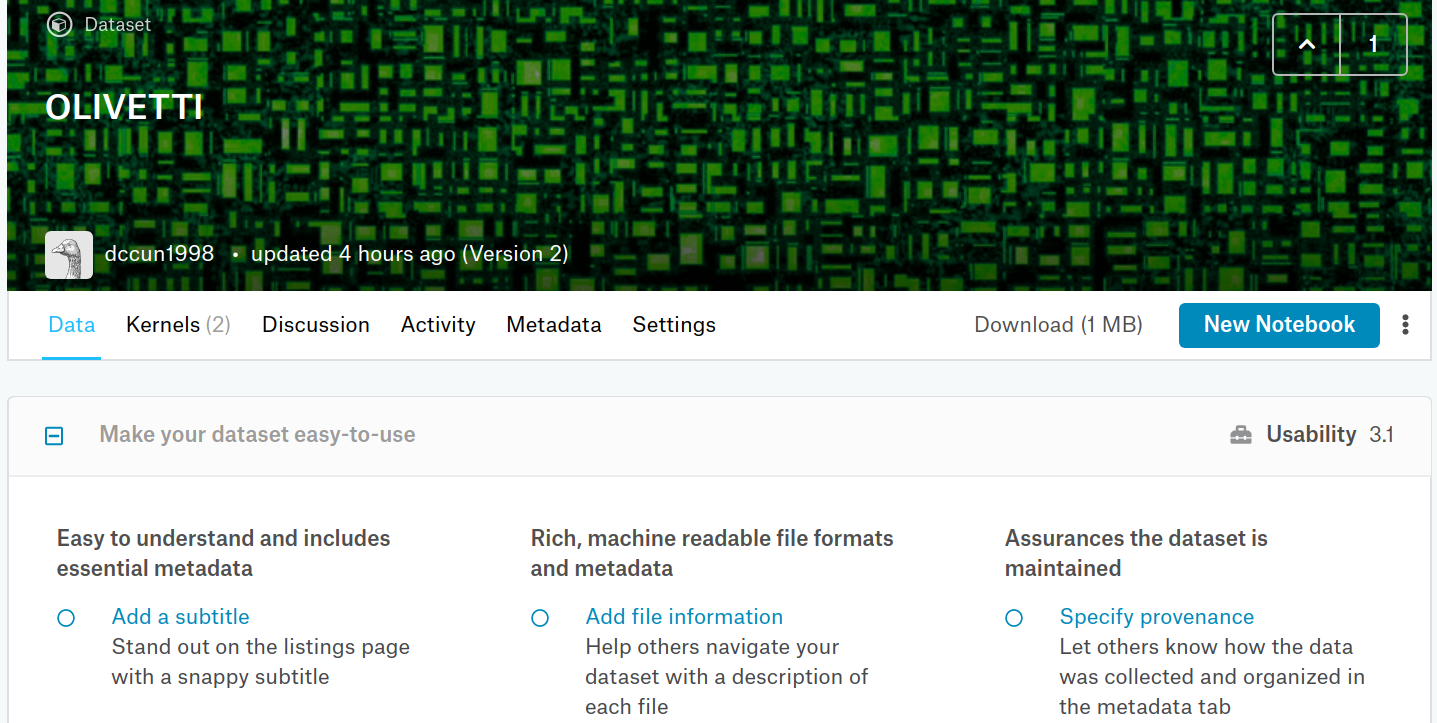 Dataset
1
OLIVETTI
dccun1998 • updated 4 hours ago (Version 2)
Data Kernels (2) Discussion Activity Metadata Settings Download (1 MB) New Notebook
Make your dataset easy-to-use Usability 3.1
Easy to understand and includes
essential metadata
Add a subtitle
Stand out on the listings page
with a snappy subtitle
Rich, machine readable file formats
and metadata
Add file information
Help others navigate your
dataset with a description of
each file
Assurances the dataset is
maintained
Specify provenance
Let others know how the data
was collected and organized in
the metadata tab